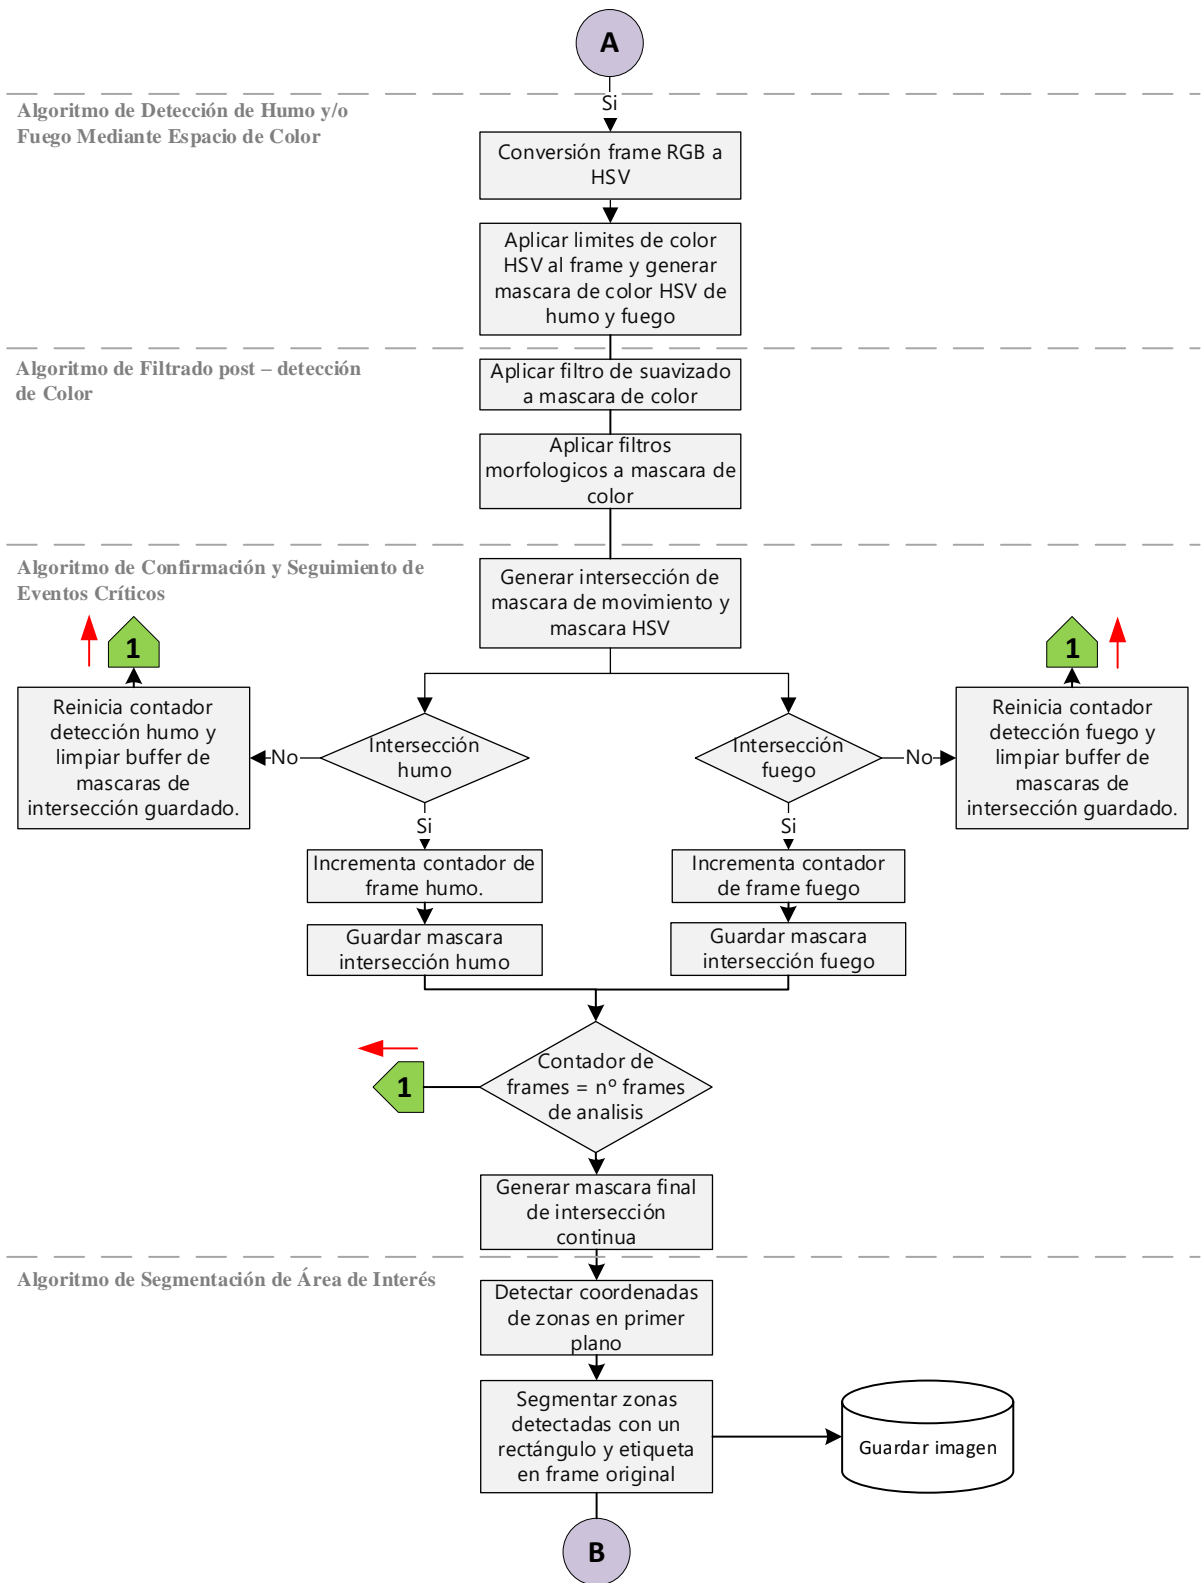 A
Si
Algoritmo de Detección de Humo y/o
Fuego Mediante Espacio de Color
Conversión frame RGB a
HSV
Aplicar limites de color
HSV al frame y generar
mascara de color HSV de
humo y fuego
Algoritmo de Filtrado post – detección
de Color
Aplicar filtro de suavizado
a mascara de color
Aplicar filtros
morfologicos a mascara de
color
Algoritmo de Confirmación y Seguimiento de
Eventos Críticos
Generar intersección de
mascara de movimiento y
mascara HSV
1
1
Reinicia contador
detección humo y
limpiar buffer de
mascaras de
intersección guardado.
No
Intersección
humo
Intersección
fuego
No
Reinicia contador
detección fuego y
limpiar buffer de
mascaras de
intersección guardado.
Si
Si
Incrementa contador de
frame humo.
Incrementa contador
de frame fuego
Guardar mascara
intersección humo
Guardar mascara
intersección fuego
Contador de
frames = nº frames
de analisis
1
Generar mascara final
de intersección
continua
Algoritmo de Segmentación de Área de Interés
Detectar coordenadas
de zonas en primer
plano
Segmentar zonas
detectadas con un
rectángulo y etiqueta
en frame original
Guardar imagen
B